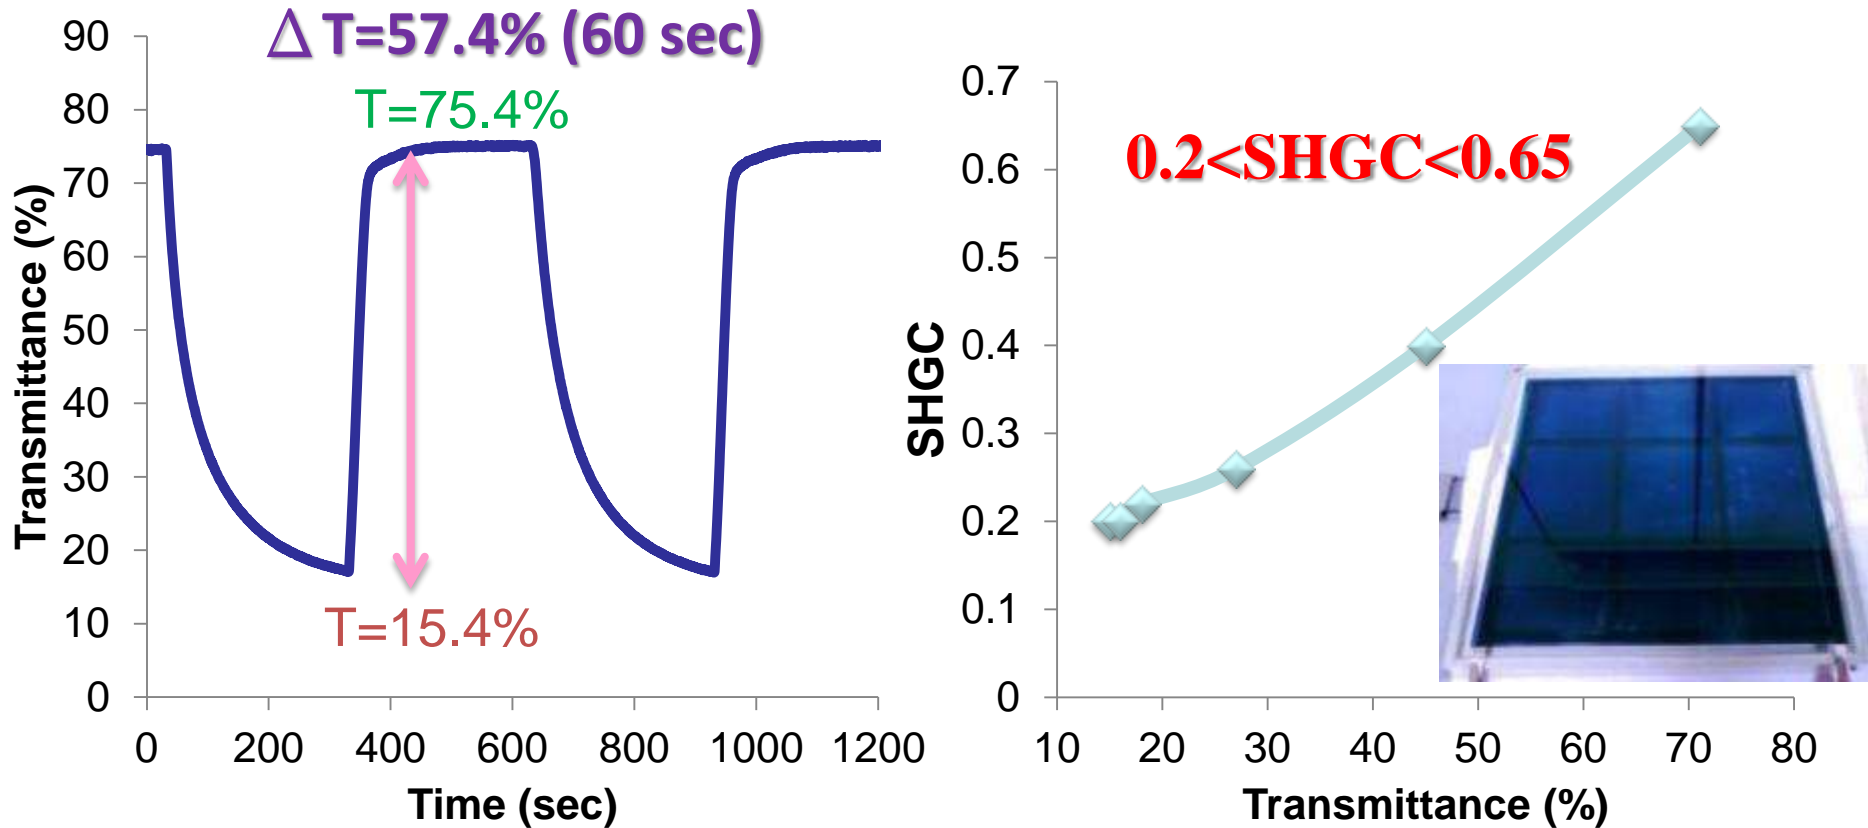 Δ T=57.4% (60 sec)
T=75.4%
T=15.4%
Transmittance (%)
90
80
70
60
50
40
30
20
10
0
0 200 400 600 800 1000 1200
Time (sec)
0.2<SHGC<0.65
SHGC
0.7
0.6
0.5
0.4
0.3
0.2
0.1
0
10 20 30 40 50 60 70 80
Transmittance (%)